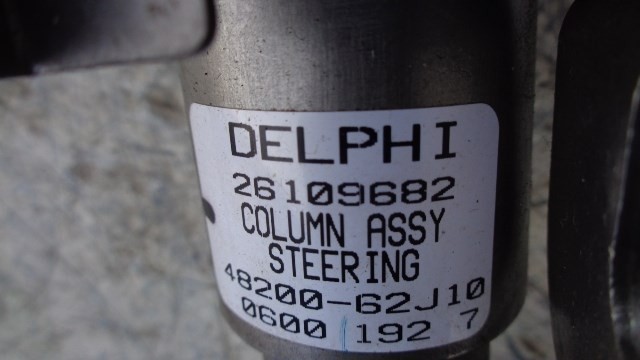 DELPHI
26109682
COLUMN ASSY
STEERING
48200-62J10
0600 192 7